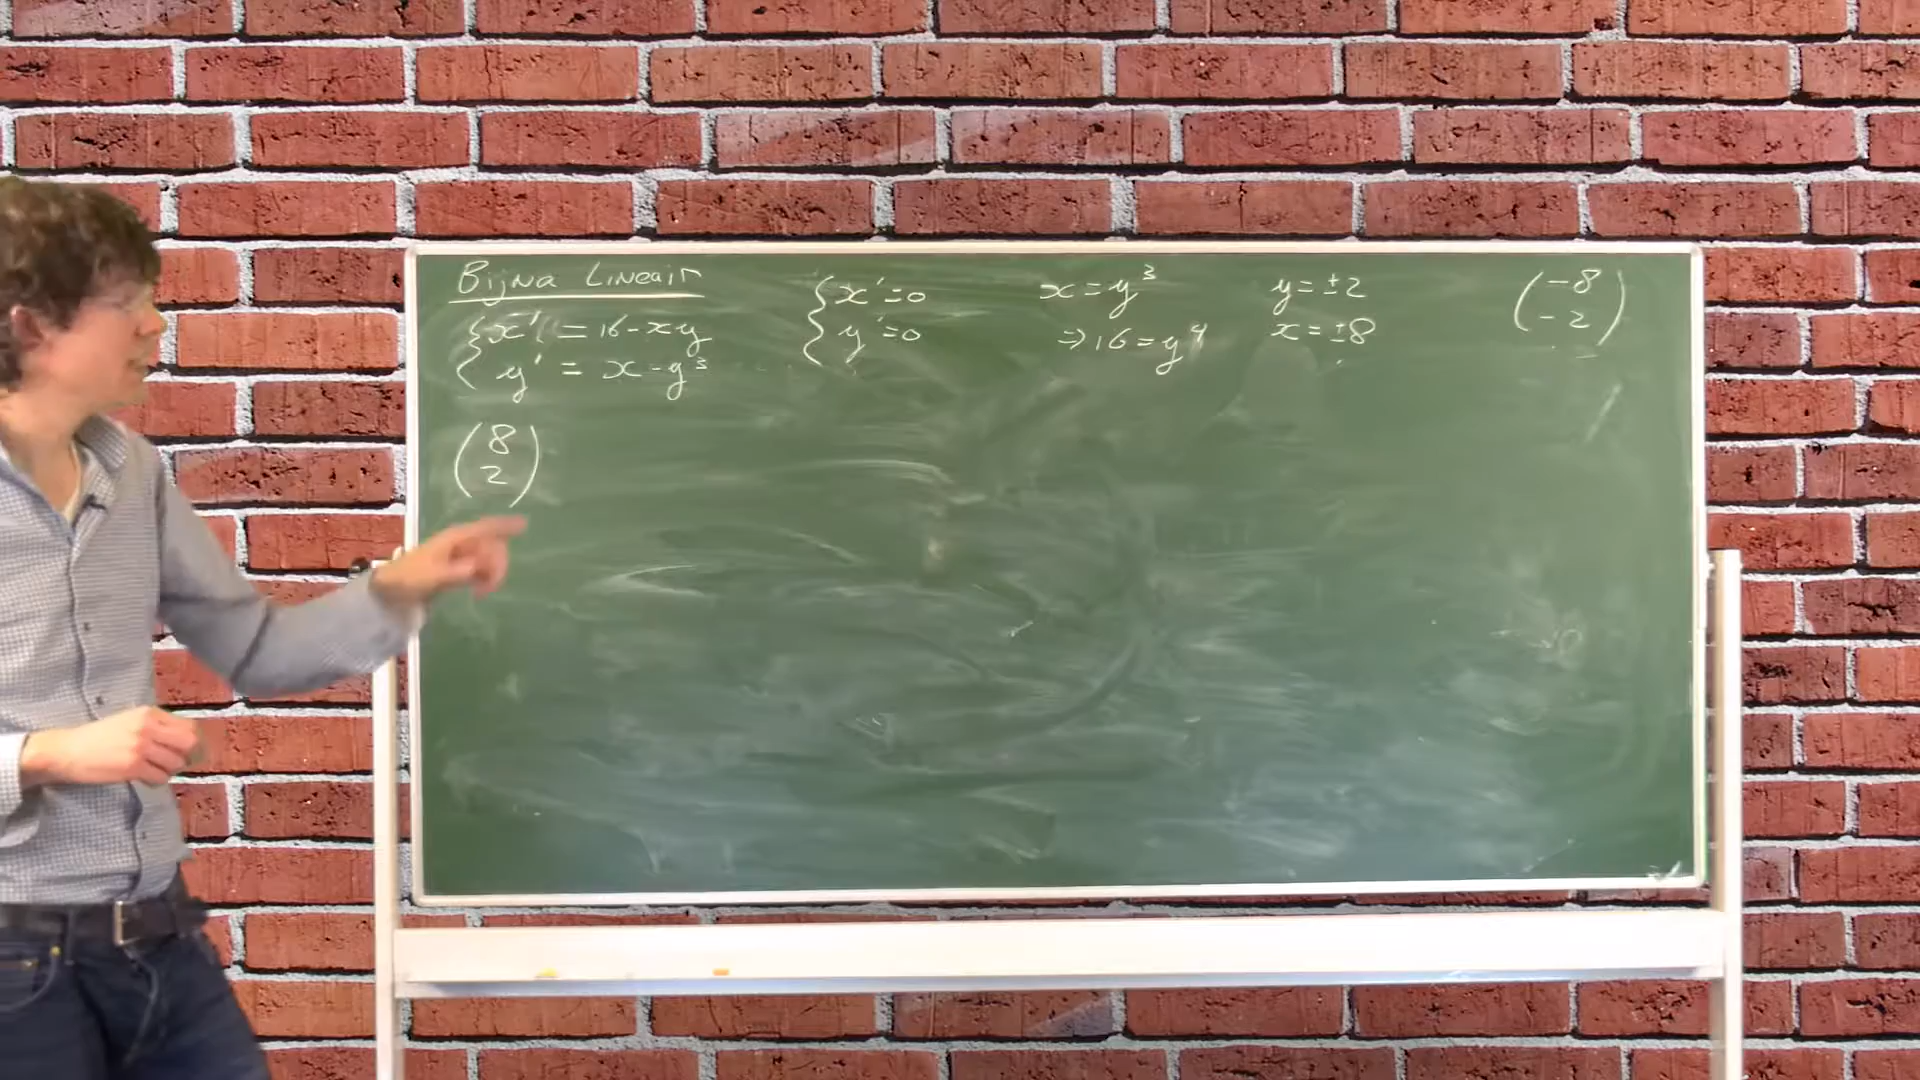 Bijna Lineair
{ x' = 16 - xy
{ y' = x - y³
(8
2)
{ x' = 0
{ y' = 0
x = y³
⇒ 16 = y⁴
y = ±2
x = ±8
(-8
-2)